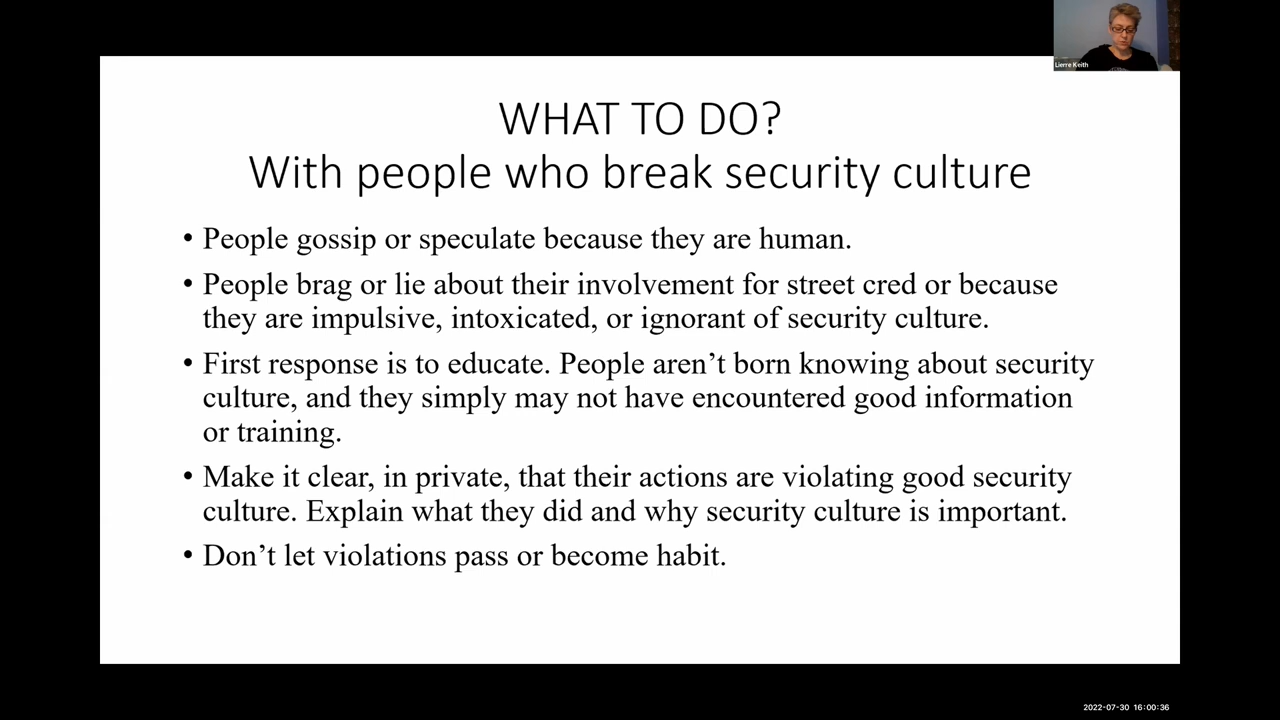 Lierre Keith
WHAT TO DO?
With people who break security culture
• People gossip or speculate because they are human.
• People brag or lie about their involvement for street cred or because
they are impulsive, intoxicated, or ignorant of security culture.
• First response is to educate. People aren’t born knowing about security
culture, and they simply may not have encountered good information
or training.
• Make it clear, in private, that their actions are violating good security
culture. Explain what they did and why security culture is important.
• Don’t let violations pass or become habit.
2022-07-30 16:00:36